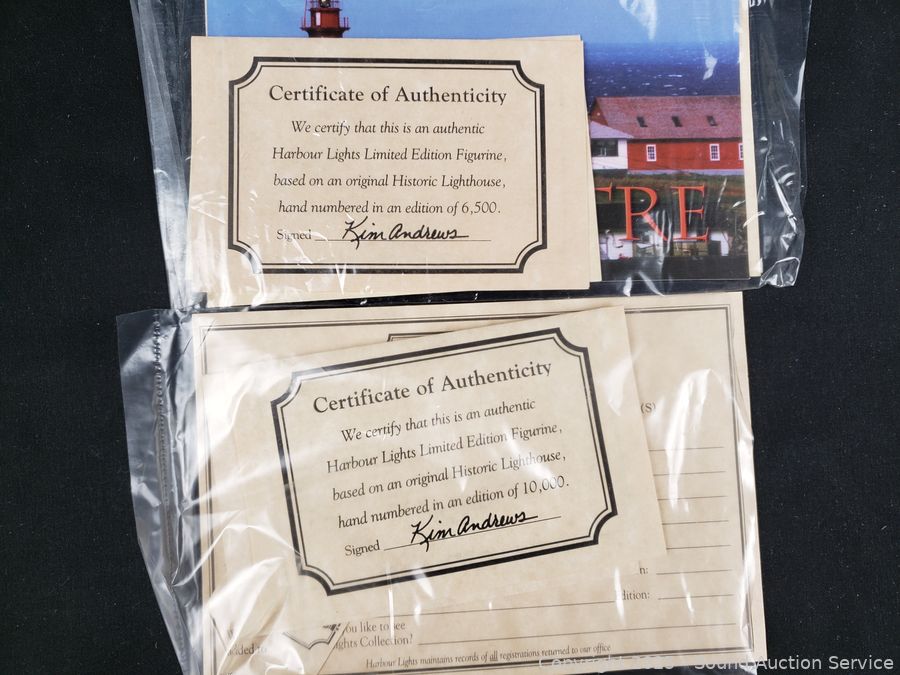 Certificate of Authenticity
We certify that this is an authentic
Harbour Lights Limited Edition Figurine,
based on an original Historic Lighthouse,
hand numbered in an edition of 6,500.
Signed Kim Andrews
TRE
Certificate of Authenticity
We certify that this is an authentic
Harbour Lights Limited Edition Figurine,
based on an original Historic Lighthouse,
hand numbered in an edition of 10,000.
Signed Kim Andrews
(S)
n:
dition:
you like to see
ghts Collection?
Harbour Lights maintains records of all registrations returned to our office
Sound Auction Service